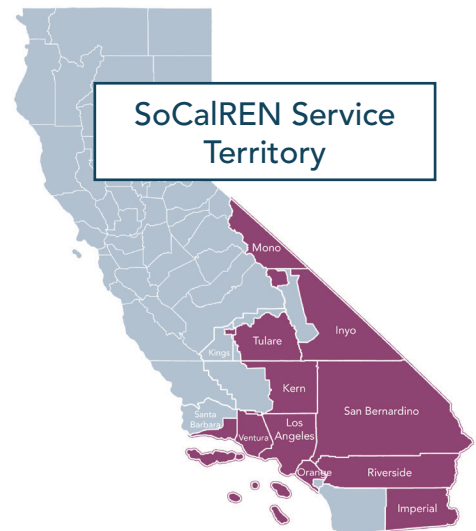 SoCalREN Service
Territory
Mono
Inyo
Tulare
Kings
Kern
San Bernardino
Santa
Barbara
Ventura
Los
Angeles
Orange
Riverside
Imperial